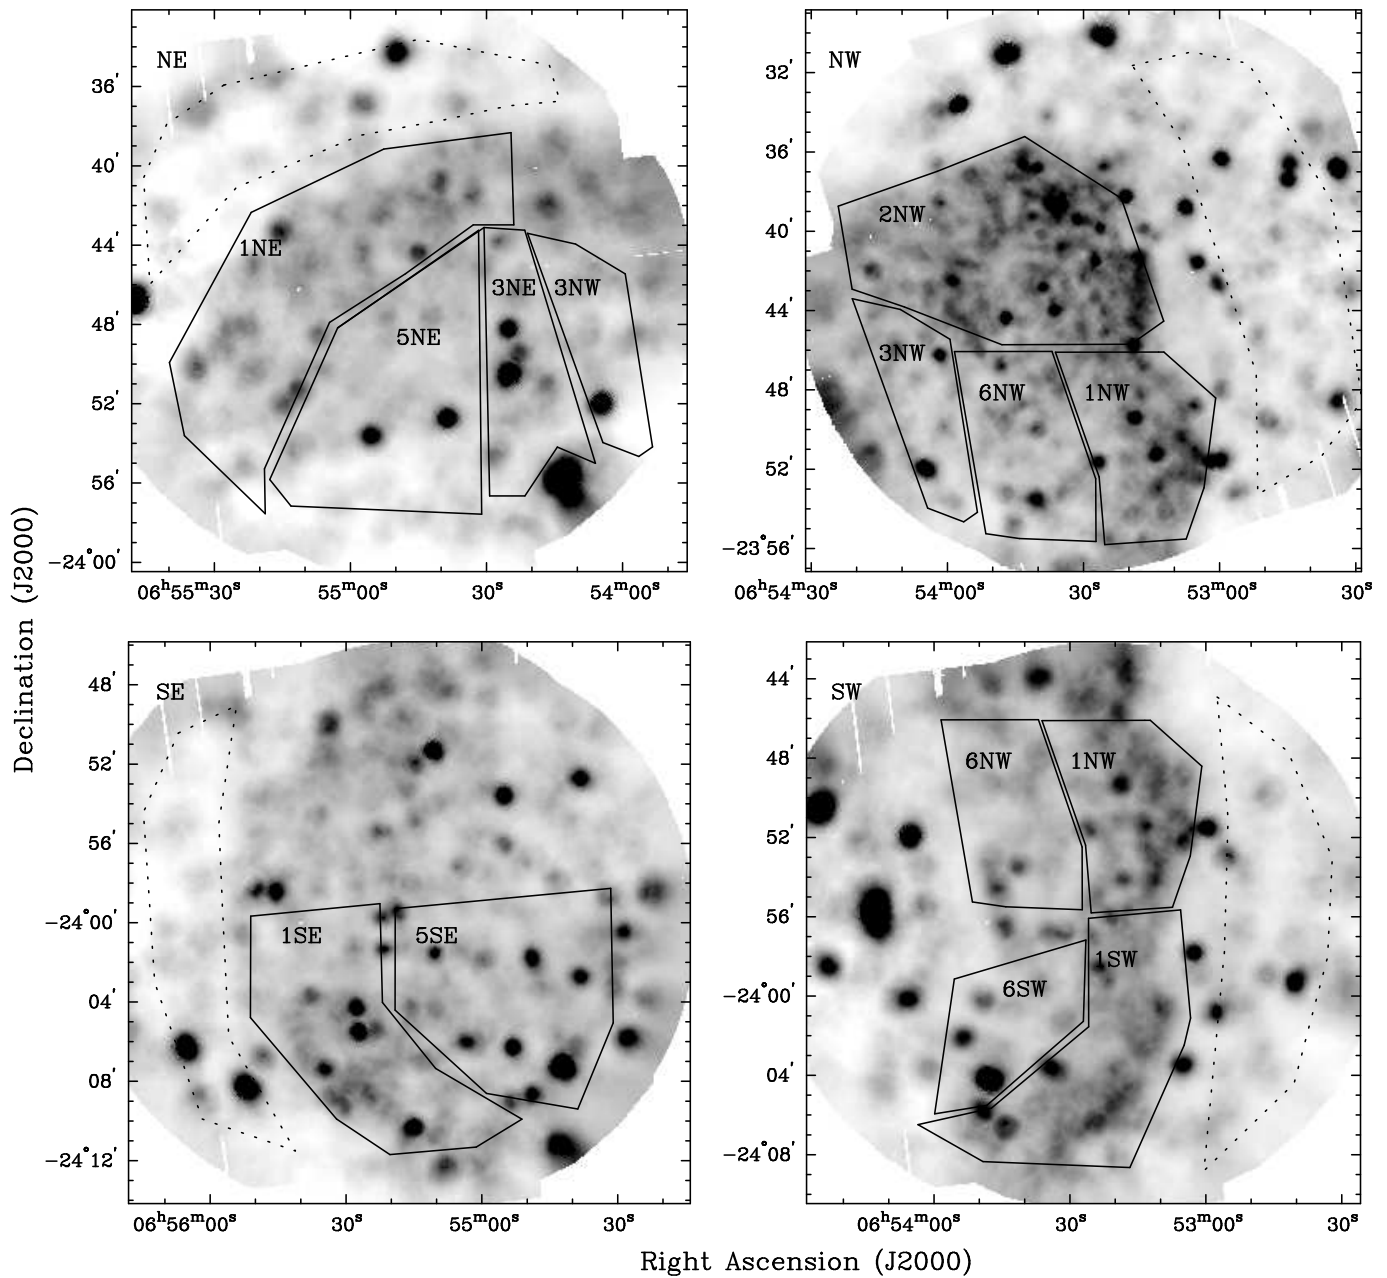 NE
36′
40′
44′
48′
52′
56′
−24°00′
1NE
5NE
3NE
3NW
06ʰ55ᵐ30ˢ
55ᵐ00ˢ
30ˢ
54ᵐ00ˢ
NW
32′
36′
40′
44′
48′
52′
−23°56′
2NW
3NW
6NW
1NW
06ʰ54ᵐ30ˢ
54ᵐ00ˢ
30ˢ
53ᵐ00ˢ
30ˢ
SE
48′
52′
56′
−24°00′
04′
08′
−24°12′
1SE
5SE
06ʰ56ᵐ00ˢ
30ˢ
55ᵐ00ˢ
30ˢ
SW
44′
48′
52′
56′
−24°00′
04′
−24°08′
6NW
1NW
1SW
6SW
06ʰ54ᵐ00ˢ
30ˢ
53ᵐ00ˢ
30ˢ
Declination (J2000)
Right Ascension (J2000)